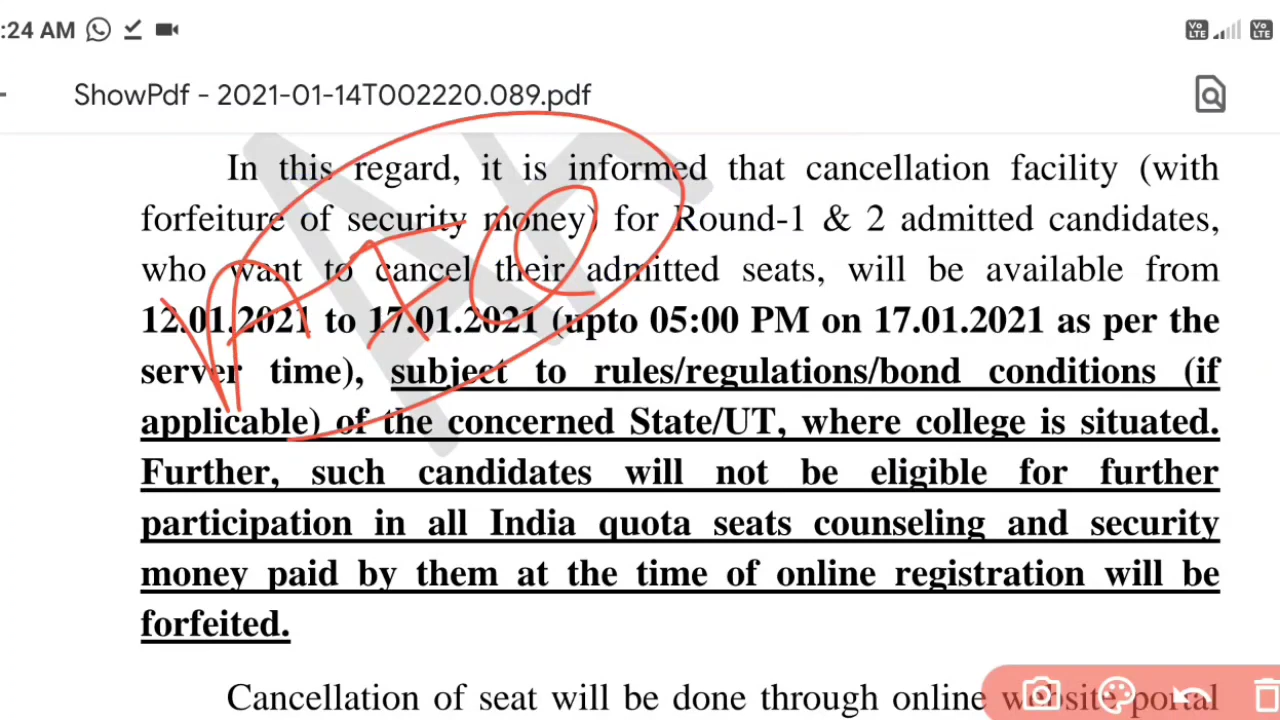 :24 AM
Vo LTE Vo LTE
ShowPdf - 2021-01-14T002220.089.pdf
In this regard, it is informed that cancellation facility (with
forfeiture of security money) for Round-1 & 2 admitted candidates,
who want to cancel their admitted seats, will be available from
12.01.2021 to 17.01.2021 (upto 05:00 PM on 17.01.2021 as per the
server time), subject to rules/regulations/bond conditions (if
applicable) of the concerned State/UT, where college is situated.
Further, such candidates will not be eligible for further
participation in all India quota seats counseling and security
money paid by them at the time of online registration will be
forfeited.
Cancellation of seat will be done through online website portal